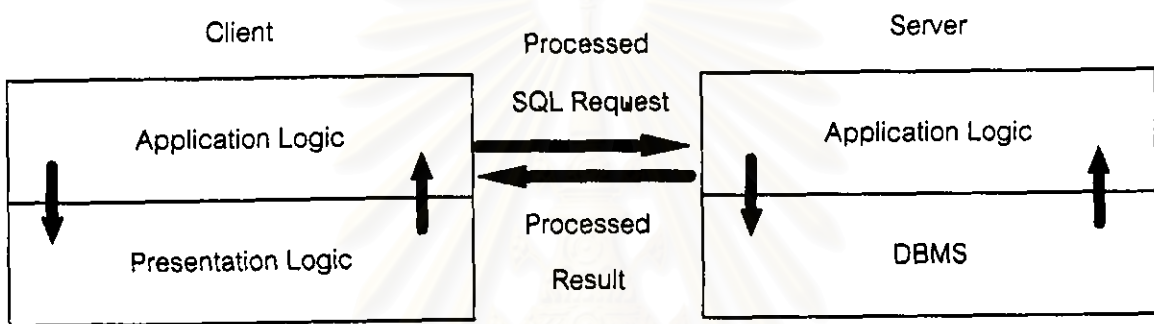 Client
Processed
Server
SQL Request
Application Logic
Application Logic
Processed
Presentation Logic
DBMS
Result